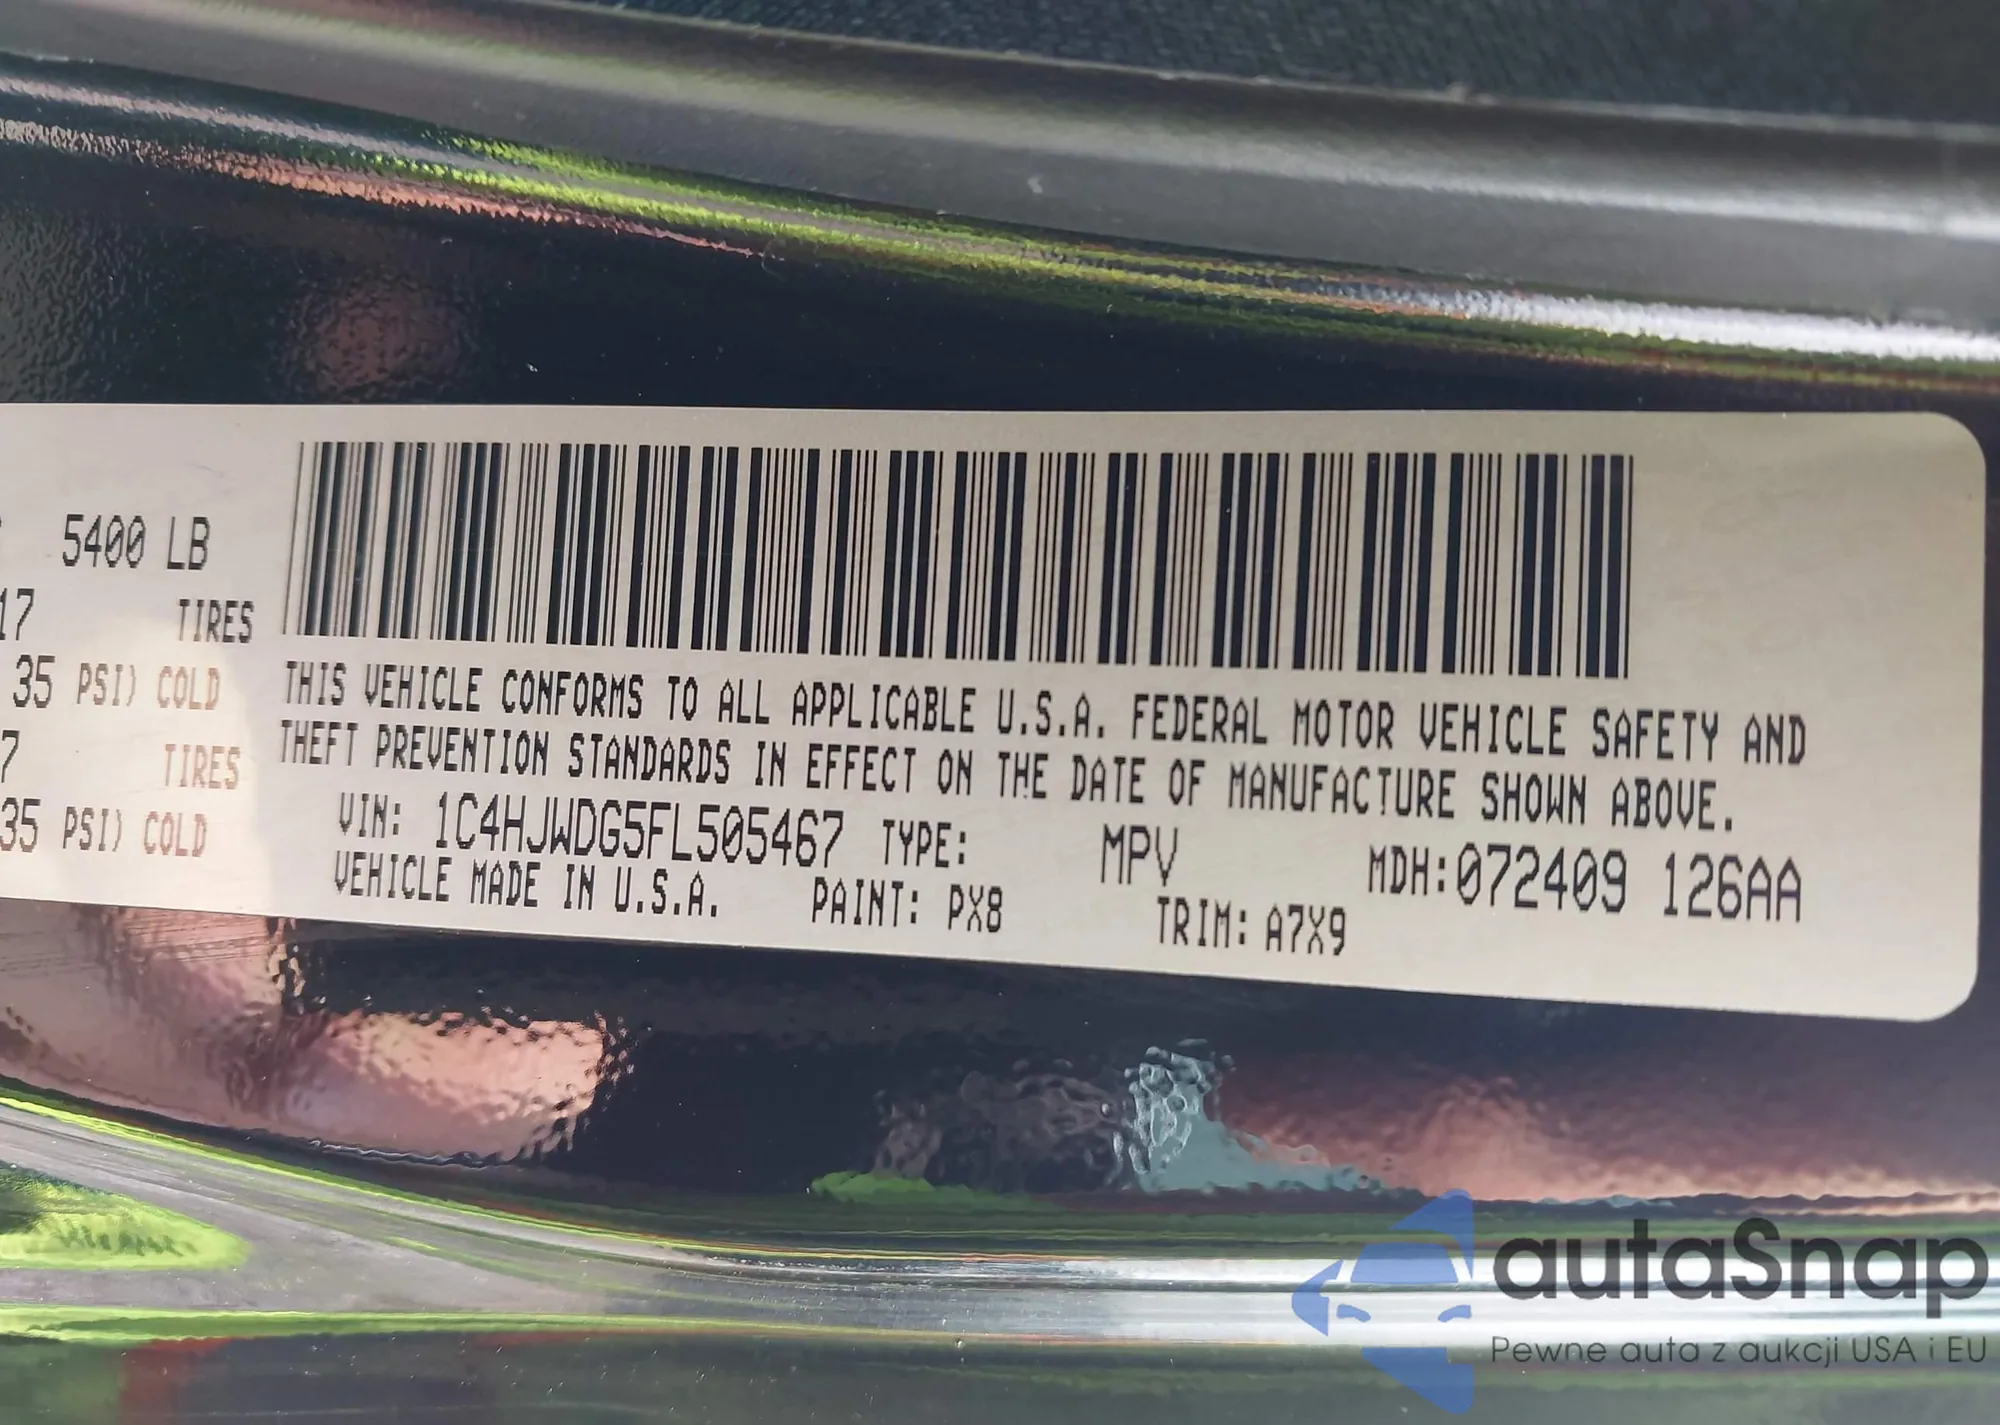 5400 LB
17 TIRES
35 PSI) COLD
7 TIRES
35 PSI) COLD
THIS VEHICLE CONFORMS TO ALL APPLICABLE U.S.A. FEDERAL MOTOR VEHICLE SAFETY AND
THEFT PREVENTION STANDARDS IN EFFECT ON THE DATE OF MANUFACTURE SHOWN ABOVE.
VIN: 1C4HJWDG5FL505467 TYPE: MPV MDH:072409 126AA
VEHICLE MADE IN U.S.A. PAINT: PX8 TRIM: A7X9
autaSnap
Pewne auta z aukcji USA i EU